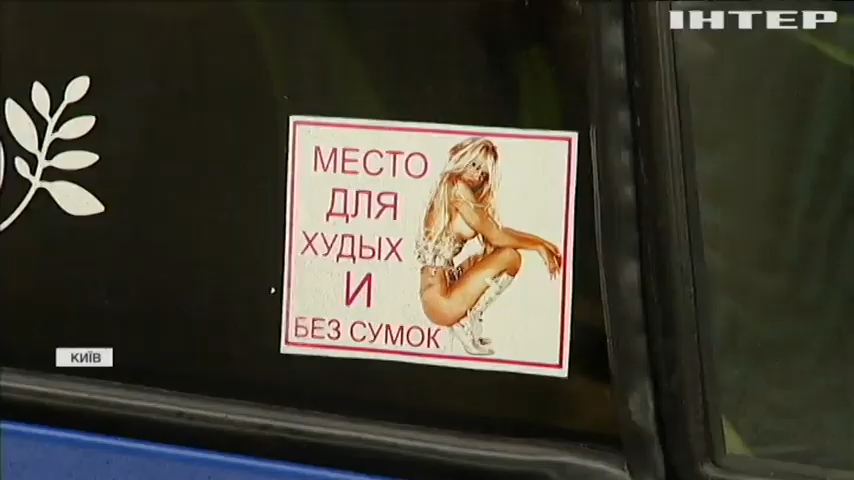 ІНТЕР
МЕСТО
ДЛЯ
ХУДЫХ
И
БЕЗ СУМОК
КИЇВ